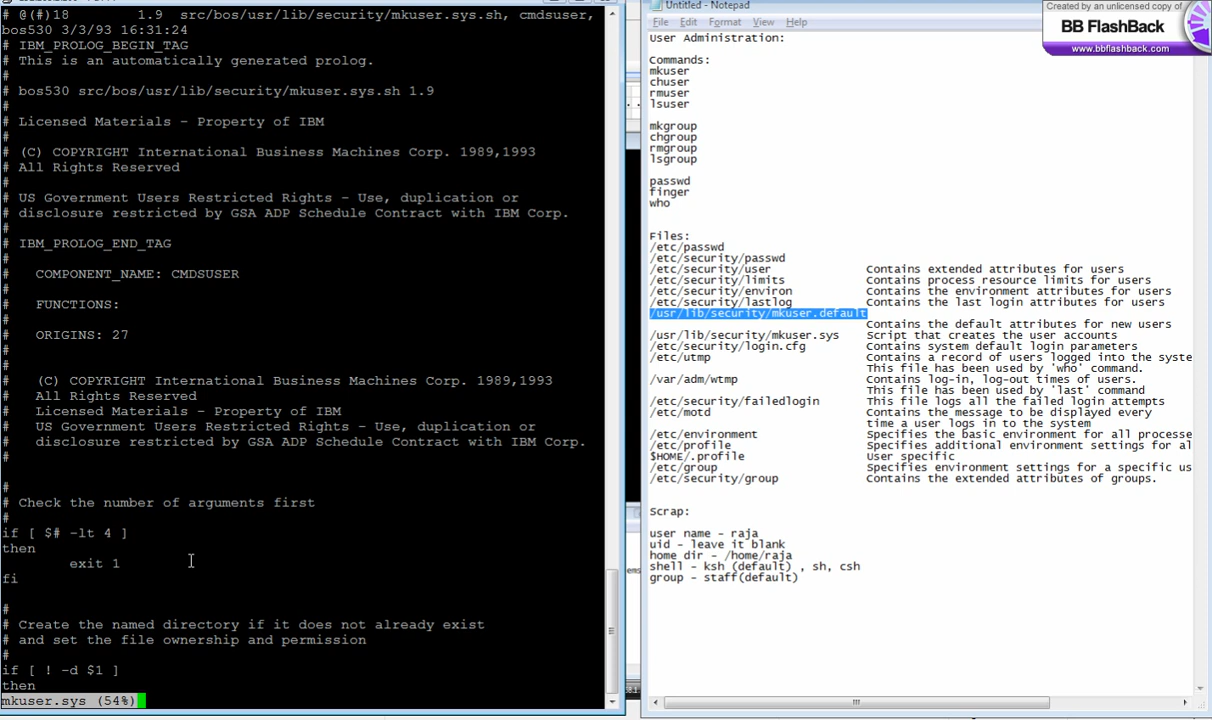 # @(#)18        1.9  src/bos/usr/lib/security/mkuser.sys.sh, cmdsuser,
bos530 3/3/93 16:31:24
# IBM_PROLOG_BEGIN_TAG
# This is an automatically generated prolog.
#
# bos530 src/bos/usr/lib/security/mkuser.sys.sh 1.9
#
# Licensed Materials - Property of IBM
#
# (C) COPYRIGHT International Business Machines Corp. 1989,1993
# All Rights Reserved
#
# US Government Users Restricted Rights - Use, duplication or
# disclosure restricted by GSA ADP Schedule Contract with IBM Corp.
#
# IBM_PROLOG_END_TAG
#
#   COMPONENT_NAME: CMDSUSER
#
#   FUNCTIONS:
#
#   ORIGINS: 27
#
#
#   (C) COPYRIGHT International Business Machines Corp. 1989,1993
#   All Rights Reserved
#   Licensed Materials - Property of IBM
#   US Government Users Restricted Rights - Use, duplication or
#   disclosure restricted by GSA ADP Schedule Contract with IBM Corp.
#
#
# Check the number of arguments first
#
if [ $# -lt 4 ]
then
        exit 1
fi
#
# Create the named directory if it does not already exist
# and set the file ownership and permission
#
if [ ! -d $1 ]
then
mkuser.sys (54%)
Untitled - Notepad
File Edit Format View Help
User Administration:
Commands:
mkuser
chuser
rmuser
lsuser
mkgroup
chgroup
rmgroup
lsgroup
passwd
finger
who
Files:
/etc/passwd
/etc/security/passwd
/etc/security/user Contains extended attributes for users
/etc/security/limits Contains process resource limits for users
/etc/security/environ Contains the environment attributes for users
/etc/security/lastlog Contains the last login attributes for users
/usr/lib/security/mkuser.default
Contains the default attributes for new users
/usr/lib/security/mkuser.sys Script that creates the user accounts
/etc/security/login.cfg Contains system default login parameters
/etc/utmp Contains a record of users logged into the syste
This file has been used by 'who' command.
/var/adm/wtmp Contains log-in, log-out times of users.
This file has been used by 'last' command
/etc/security/failedlogin This file logs all the failed login attempts
/etc/motd Contains the message to be displayed every
time a user logs in to the system
/etc/environment Specifies the basic environment for all processe
/etc/profile Specifies additional environment settings for al
$HOME/.profile User specific
/etc/group Specifies environment settings for a specific us
/etc/security/group Contains the extended attributes of groups.
Scrap:
user name - raja
uid - leave it blank
home dir - /home/raja
shell - ksh (default) , sh, csh
group - staff(default)
Created by an unlicensed copy of
BB FlashBack
www.bbflashback.com